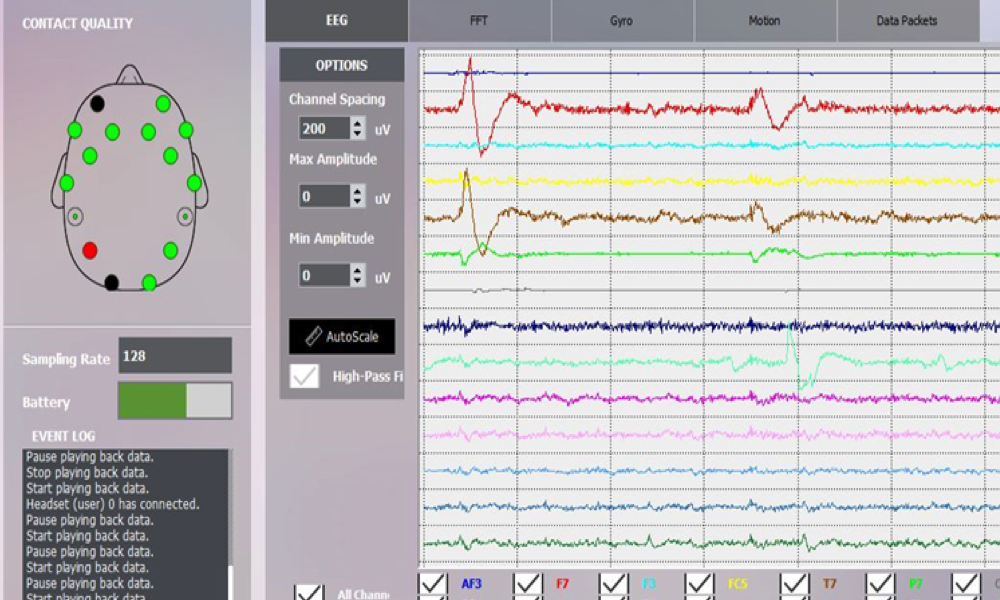 CONTACT QUALITY
Sampling Rate 128
Battery
EVENT LOG
Pause playing back data.
Stop playing back data.
Start playing back data.
Headset (user) 0 has connected.
Pause playing back data.
Start playing back data.
Pause playing back data.
Start playing back data.
Pause playing back data.
Start playing back data.
EEG FFT Gyro Motion Data Packets
OPTIONS
Channel Spacing
200 uV
Max Amplitude
0 uV
Min Amplitude
0 uV
AutoScale
High-Pass Fi
All Chann
AF3 F7 F3 FC5 T7 P7